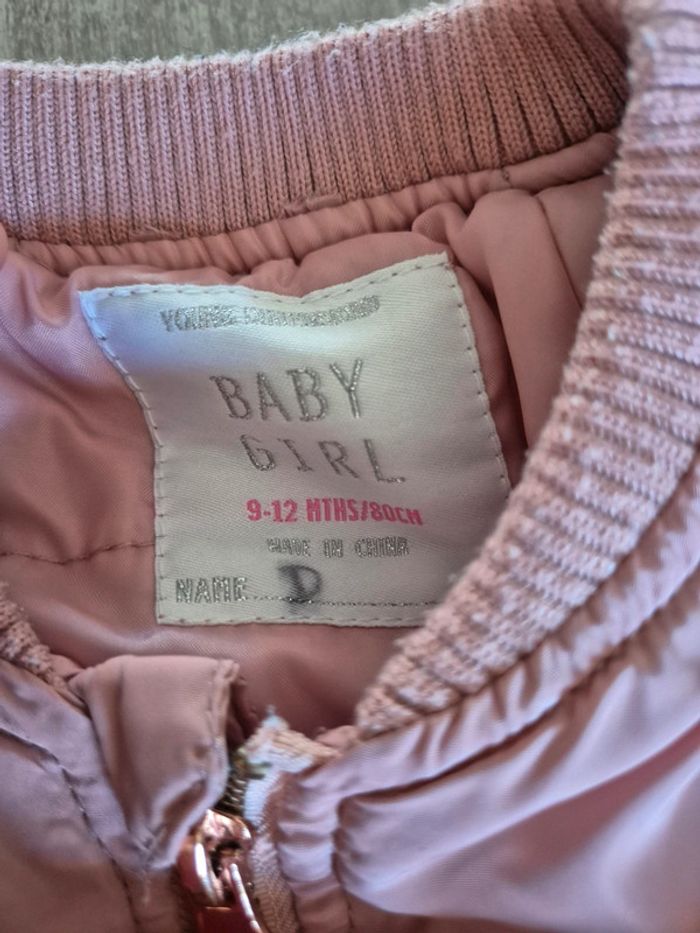 BABY
GIRL
9-12 MTHS/80CM
MADE IN CHINA
NAME D